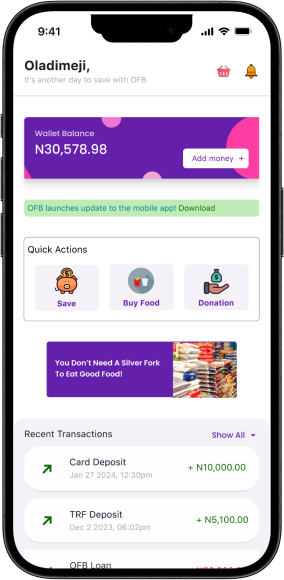 9:41
Oladimeji,
It's another day to save with OFB
Wallet Balance
N30,578.98
Add money +
OFB launches update to the mobile app! Download
Quick Actions
Save
Buy Food
Donation
You Don't Need A Silver Fork
To Eat Good Food!
Recent Transactions
Show All
Card Deposit
+ N10,000.00
Jan 27 2024, 12:30pm
TRF Deposit
+ N5,100.00
Dec 2 2023, 06:02pm
OFB Loan